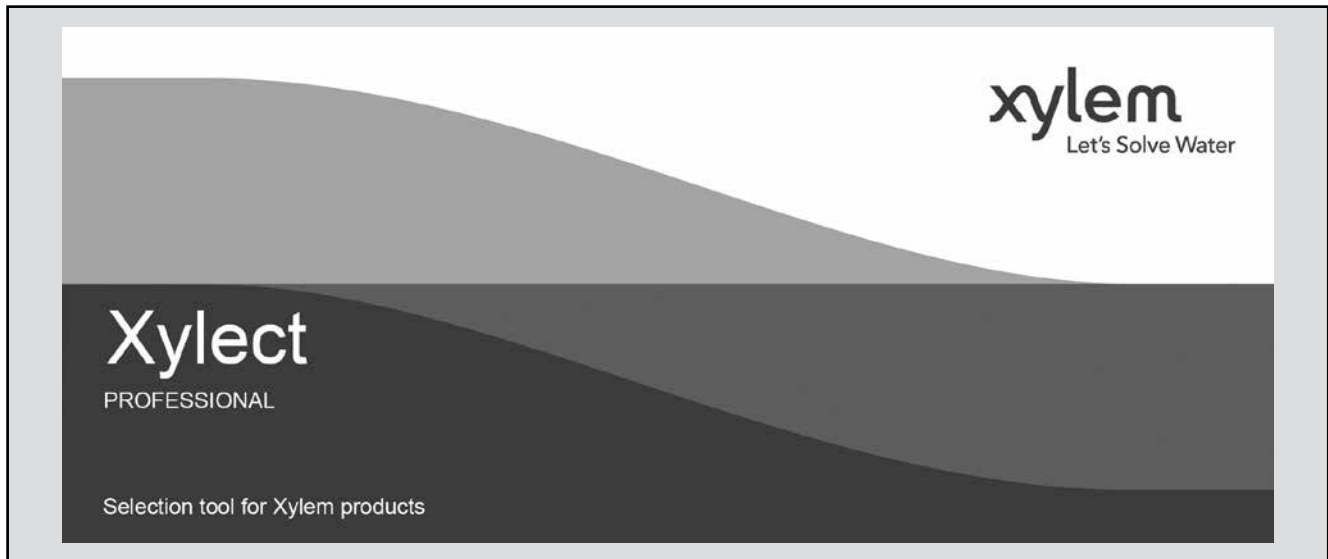 xylem
Let's Solve Water
Xylect
PROFESSIONAL
Selection tool for Xylem products